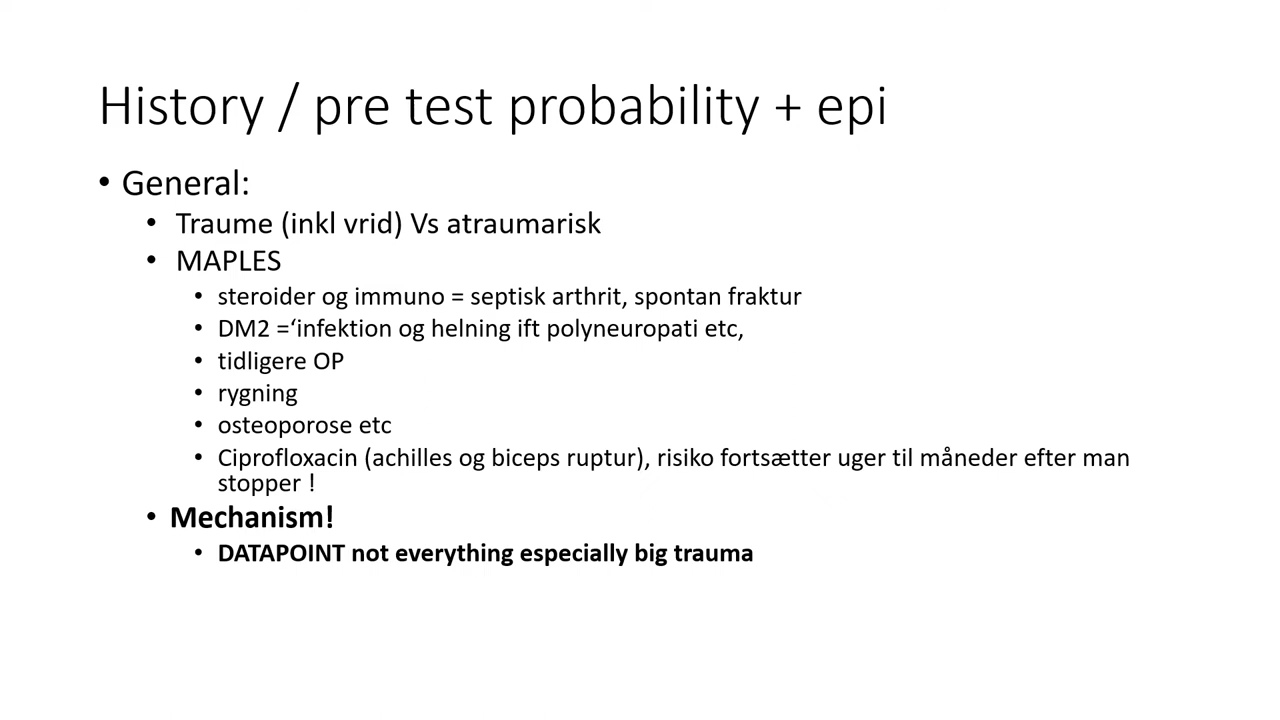 History / pre test probability + epi
• General:
• Traume (inkl vrid) Vs atraumarisk
• MAPLES
• steroider og immuno = septisk arthrit, spontan fraktur
• DM2 =‘infektion og helning ift polyneuropati etc,
• tidligere OP
• rygning
• osteoporose etc
• Ciprofloxacin (achilles og biceps ruptur), risiko fortsætter uger til måneder efter man
stopper !
• Mechanism!
• DATAPOINT not everything especially big trauma